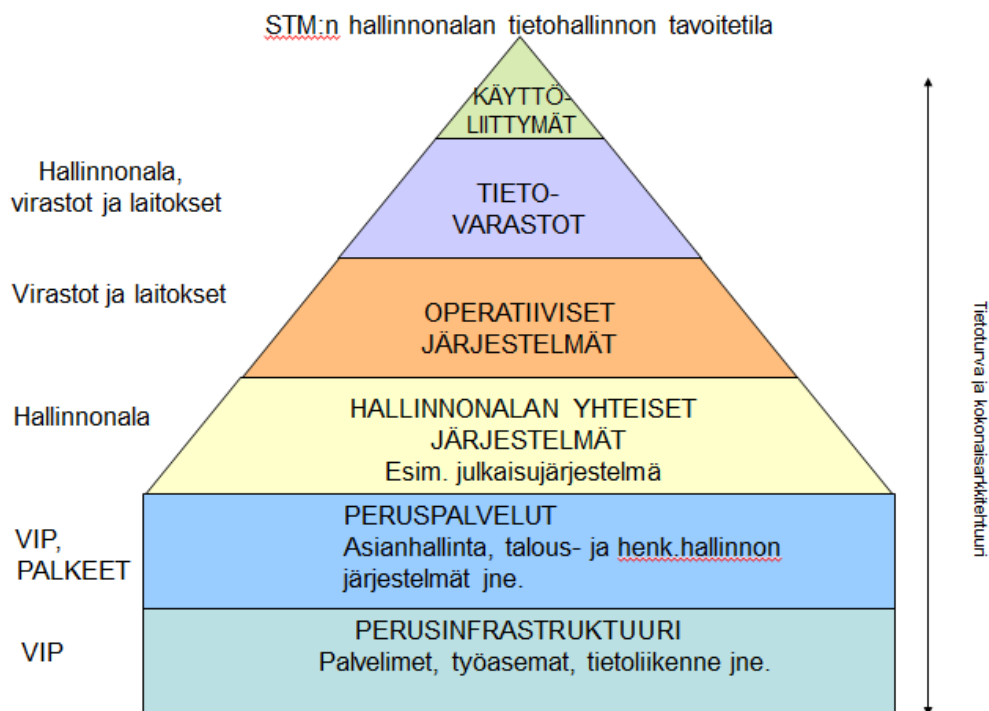 STM:n hallinnonalan tietohallinnon tavoitetila
KÄYTTÖ-
LIITTYMÄT
Hallinnonala,
virastot ja laitokset
TIETO-
VARASTOT
Virastot ja laitokset
OPERATIIVISET
JÄRJESTELMÄT
Hallinnonala
HALLINNONALAN YHTEISET
JÄRJESTELMÄT
Esim. julkaisujärjestelmä
VIP,
PALKEET
PERUSPALVELUT
Asianhallinta, talous- ja henk.hallinnon
järjestelmät jne.
VIP
PERUSINFRASTRUKTUURI
Palvelimet, työasemat, tietoliikenne jne.
Tietoturva ja kokonaisarkkitehtuuri